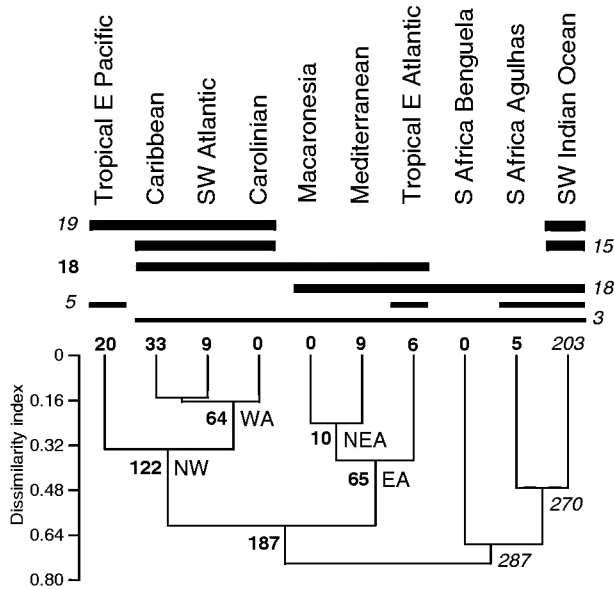 Tropical E Pacific
Caribbean
SW Atlantic
Carolinian
Macaronesia
Mediterranean
Tropical E Atlantic
S Africa Benguela
S Africa Agulhas
SW Indian Ocean
19
15
18
18
5
3
20 33 9 0 0 9 6 0 5 203
Dissimilarity index
0
0.16
0.32
0.48
0.64
0.80
64 WA
10 NEA
122 NW
65 EA
270
187
287